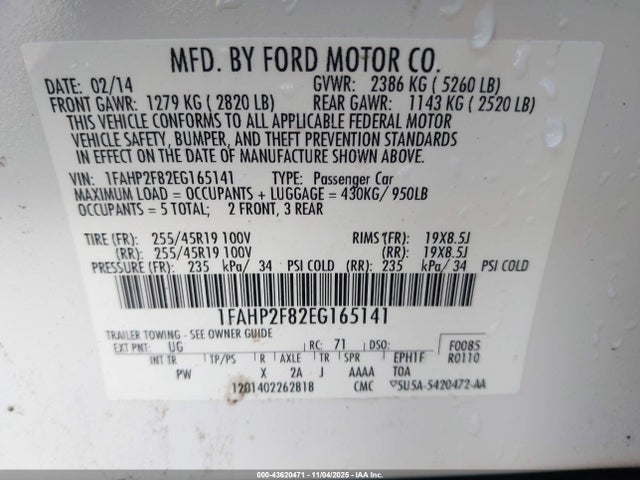 MFD. BY FORD MOTOR CO.
DATE: 02/14 GVWR: 2386 KG ( 5260 LB)
FRONT GAWR: 1279 KG ( 2820 LB) REAR GAWR: 1143 KG ( 2520 LB)
THIS VEHICLE CONFORMS TO ALL APPLICABLE FEDERAL MOTOR
VEHICLE SAFETY, BUMPER, AND THEFT PREVENTION STANDARDS
IN EFFECT ON THE DATE OF MANUFACTURE SHOWN ABOVE.
VIN: 1FAHP2F82EG165141 TYPE: Passenger Car
MAXIMUM LOAD = OCCUPANTS + LUGGAGE = 430KG/ 950LB
OCCUPANTS = 5 TOTAL; 2 FRONT, 3 REAR
TIRE (FR): 255/45R19 100V RIMS (FR): 19X8.5J
(RR): 255/45R19 100V (RR): 19X8.5J
PRESSURE (FR): 235 kPa/ 34 PSI COLD (RR): 235 kPa/ 34 PSI COLD
1FAHP2F82EG165141
TRAILER TOWING - SEE OWNER GUIDE
EXT PNT: UG RC: 71 DSO: F0085
INT TR TP/PS R AXLE TR SPR EPH1F R0110
PW X 2A J AAAA TOA
1201402262818 CMC 5U5A-5420472-AA
000-43620471 - 11/04/2025 - IAAI.CA